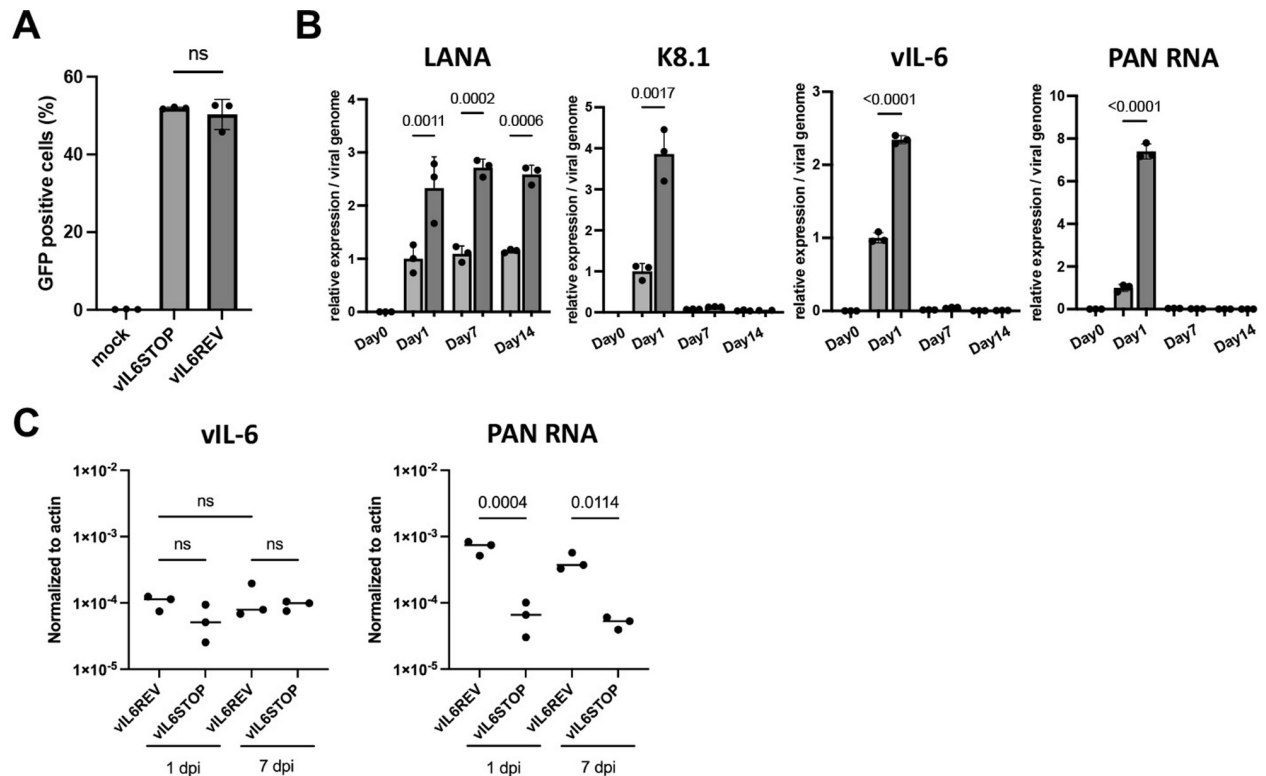 A
ns
GFP positive cells (%)
60
40
20
0
mock
vIL6STOP
vIL6REV
B
LANA
relative expression / viral genome
4
3
2
1
0
0.0011
0.0002
0.0006
Day0
Day1
Day7
Day14
K8.1
relative expression / viral genome
5
4
3
2
1
0
0.0017
Day0
Day1
Day7
Day14
vIL-6
relative expression / viral genome
3
2
1
0
<0.0001
Day0
Day1
Day7
Day14
PAN RNA
relative expression / viral genome
10
8
6
4
2
0
<0.0001
Day0
Day1
Day7
Day14
C
vIL-6
Normalized to actin
1×10-2
1×10-3
1×10-4
1×10-5
ns
ns
ns
vIL6REV
vIL6STOP
vIL6REV
vIL6STOP
1 dpi
7 dpi
PAN RNA
Normalized to actin
1×10-2
1×10-3
1×10-4
1×10-5
0.0004
0.0114
vIL6REV
vIL6STOP
vIL6REV
vIL6STOP
1 dpi
7 dpi